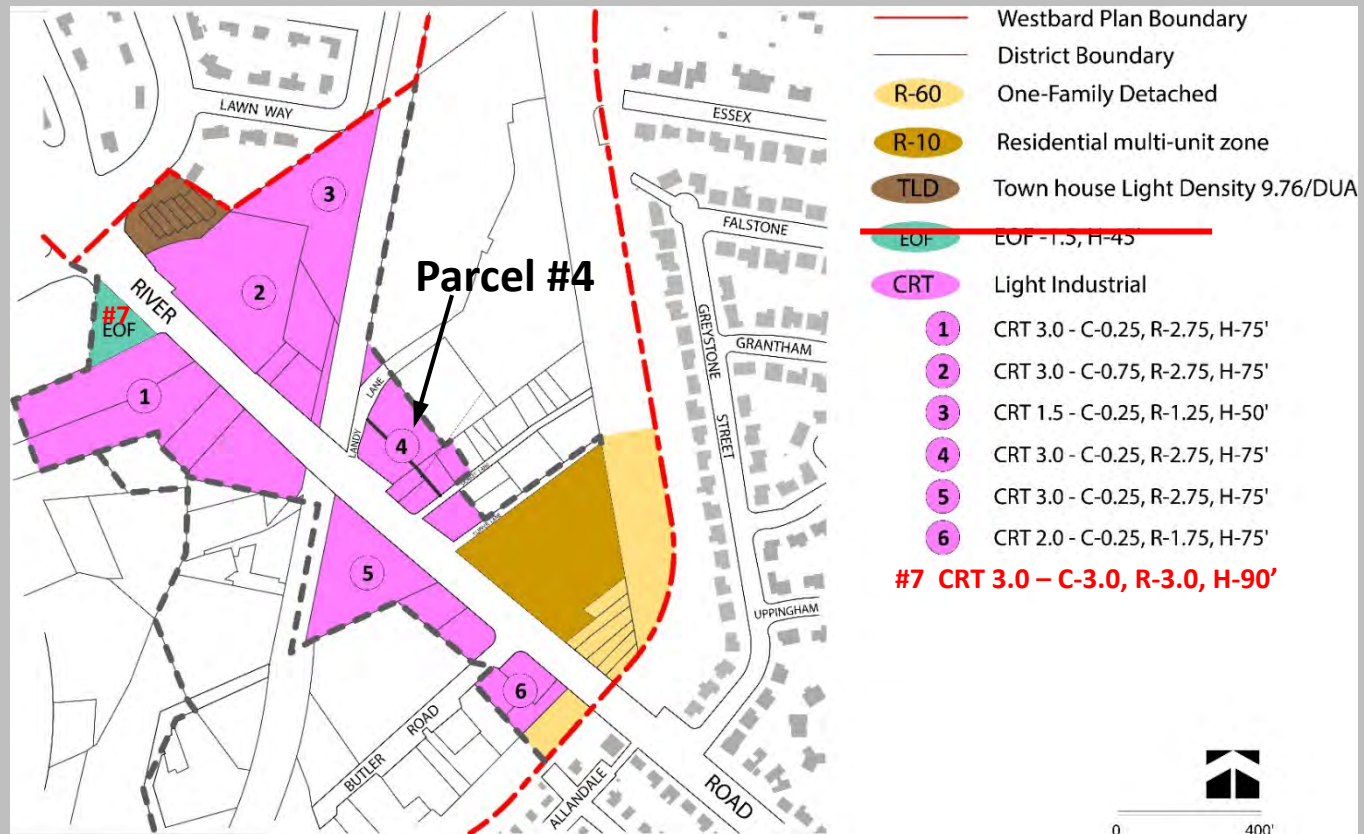 LAWN WAY
ESSEX
FALSTONE
GRANTHAM
GREYSTONE
STREET
UPPINGHAM
3
2
RIVER
Parcel #4
#7
EOF
1
LANE
LANDY
4
5
6
BUTLER
ROAD
ALLANDALE
ROAD
Westbard Plan Boundary
District Boundary
R-60 One-Family Detached
R-10 Residential multi-unit zone
TLD Town house Light Density 9.76/DUA
EOF EOF -1.5, H-45'
CRT Light Industrial
1 CRT 3.0 - C-0.25, R-2.75, H-75'
2 CRT 3.0 - C-0.75, R-2.75, H-75'
3 CRT 1.5 - C-0.25, R-1.25, H-50'
4 CRT 3.0 - C-0.25, R-2.75, H-75'
5 CRT 3.0 - C-0.25, R-2.75, H-75'
6 CRT 2.0 - C-0.25, R-1.75, H-75'
#7 CRT 3.0 – C-3.0, R-3.0, H-90’
0 400'